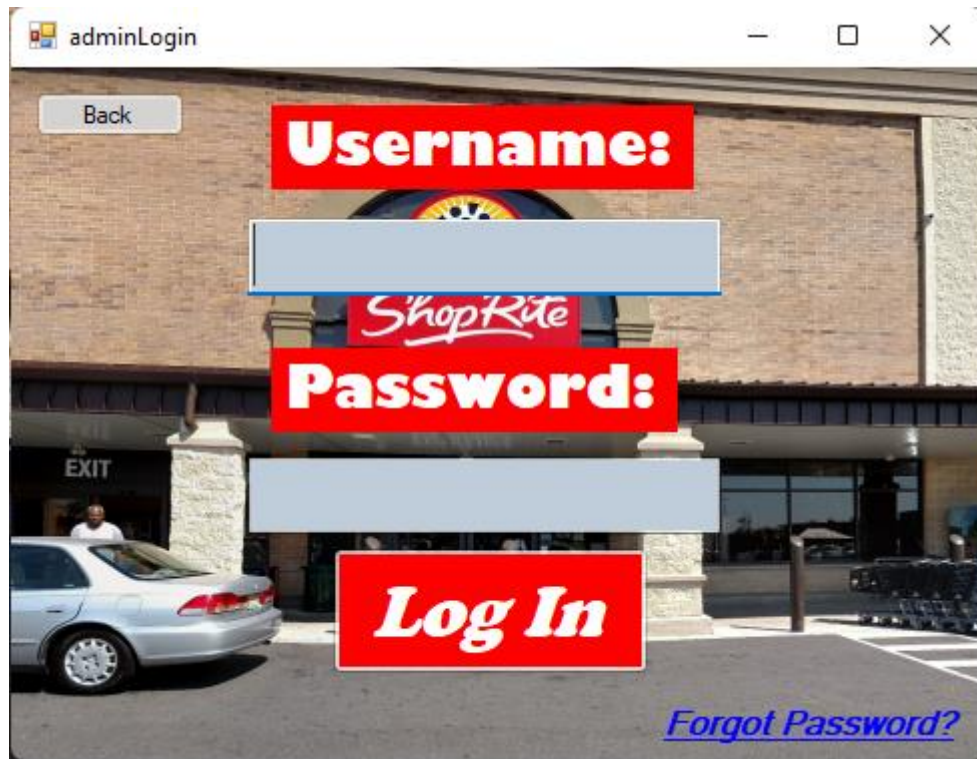 adminLogin
Back
Username:
ShopRite
Password:
EXIT
Log In
Forgot Password?